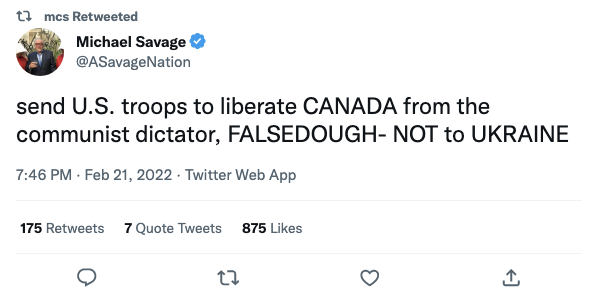 mcs Retweeted
Michael Savage
@ASavageNation
send U.S. troops to liberate CANADA from the
communist dictator, FALSEDOUGH- NOT to UKRAINE
7:46 PM · Feb 21, 2022 · Twitter Web App
175 Retweets 7 Quote Tweets 875 Likes